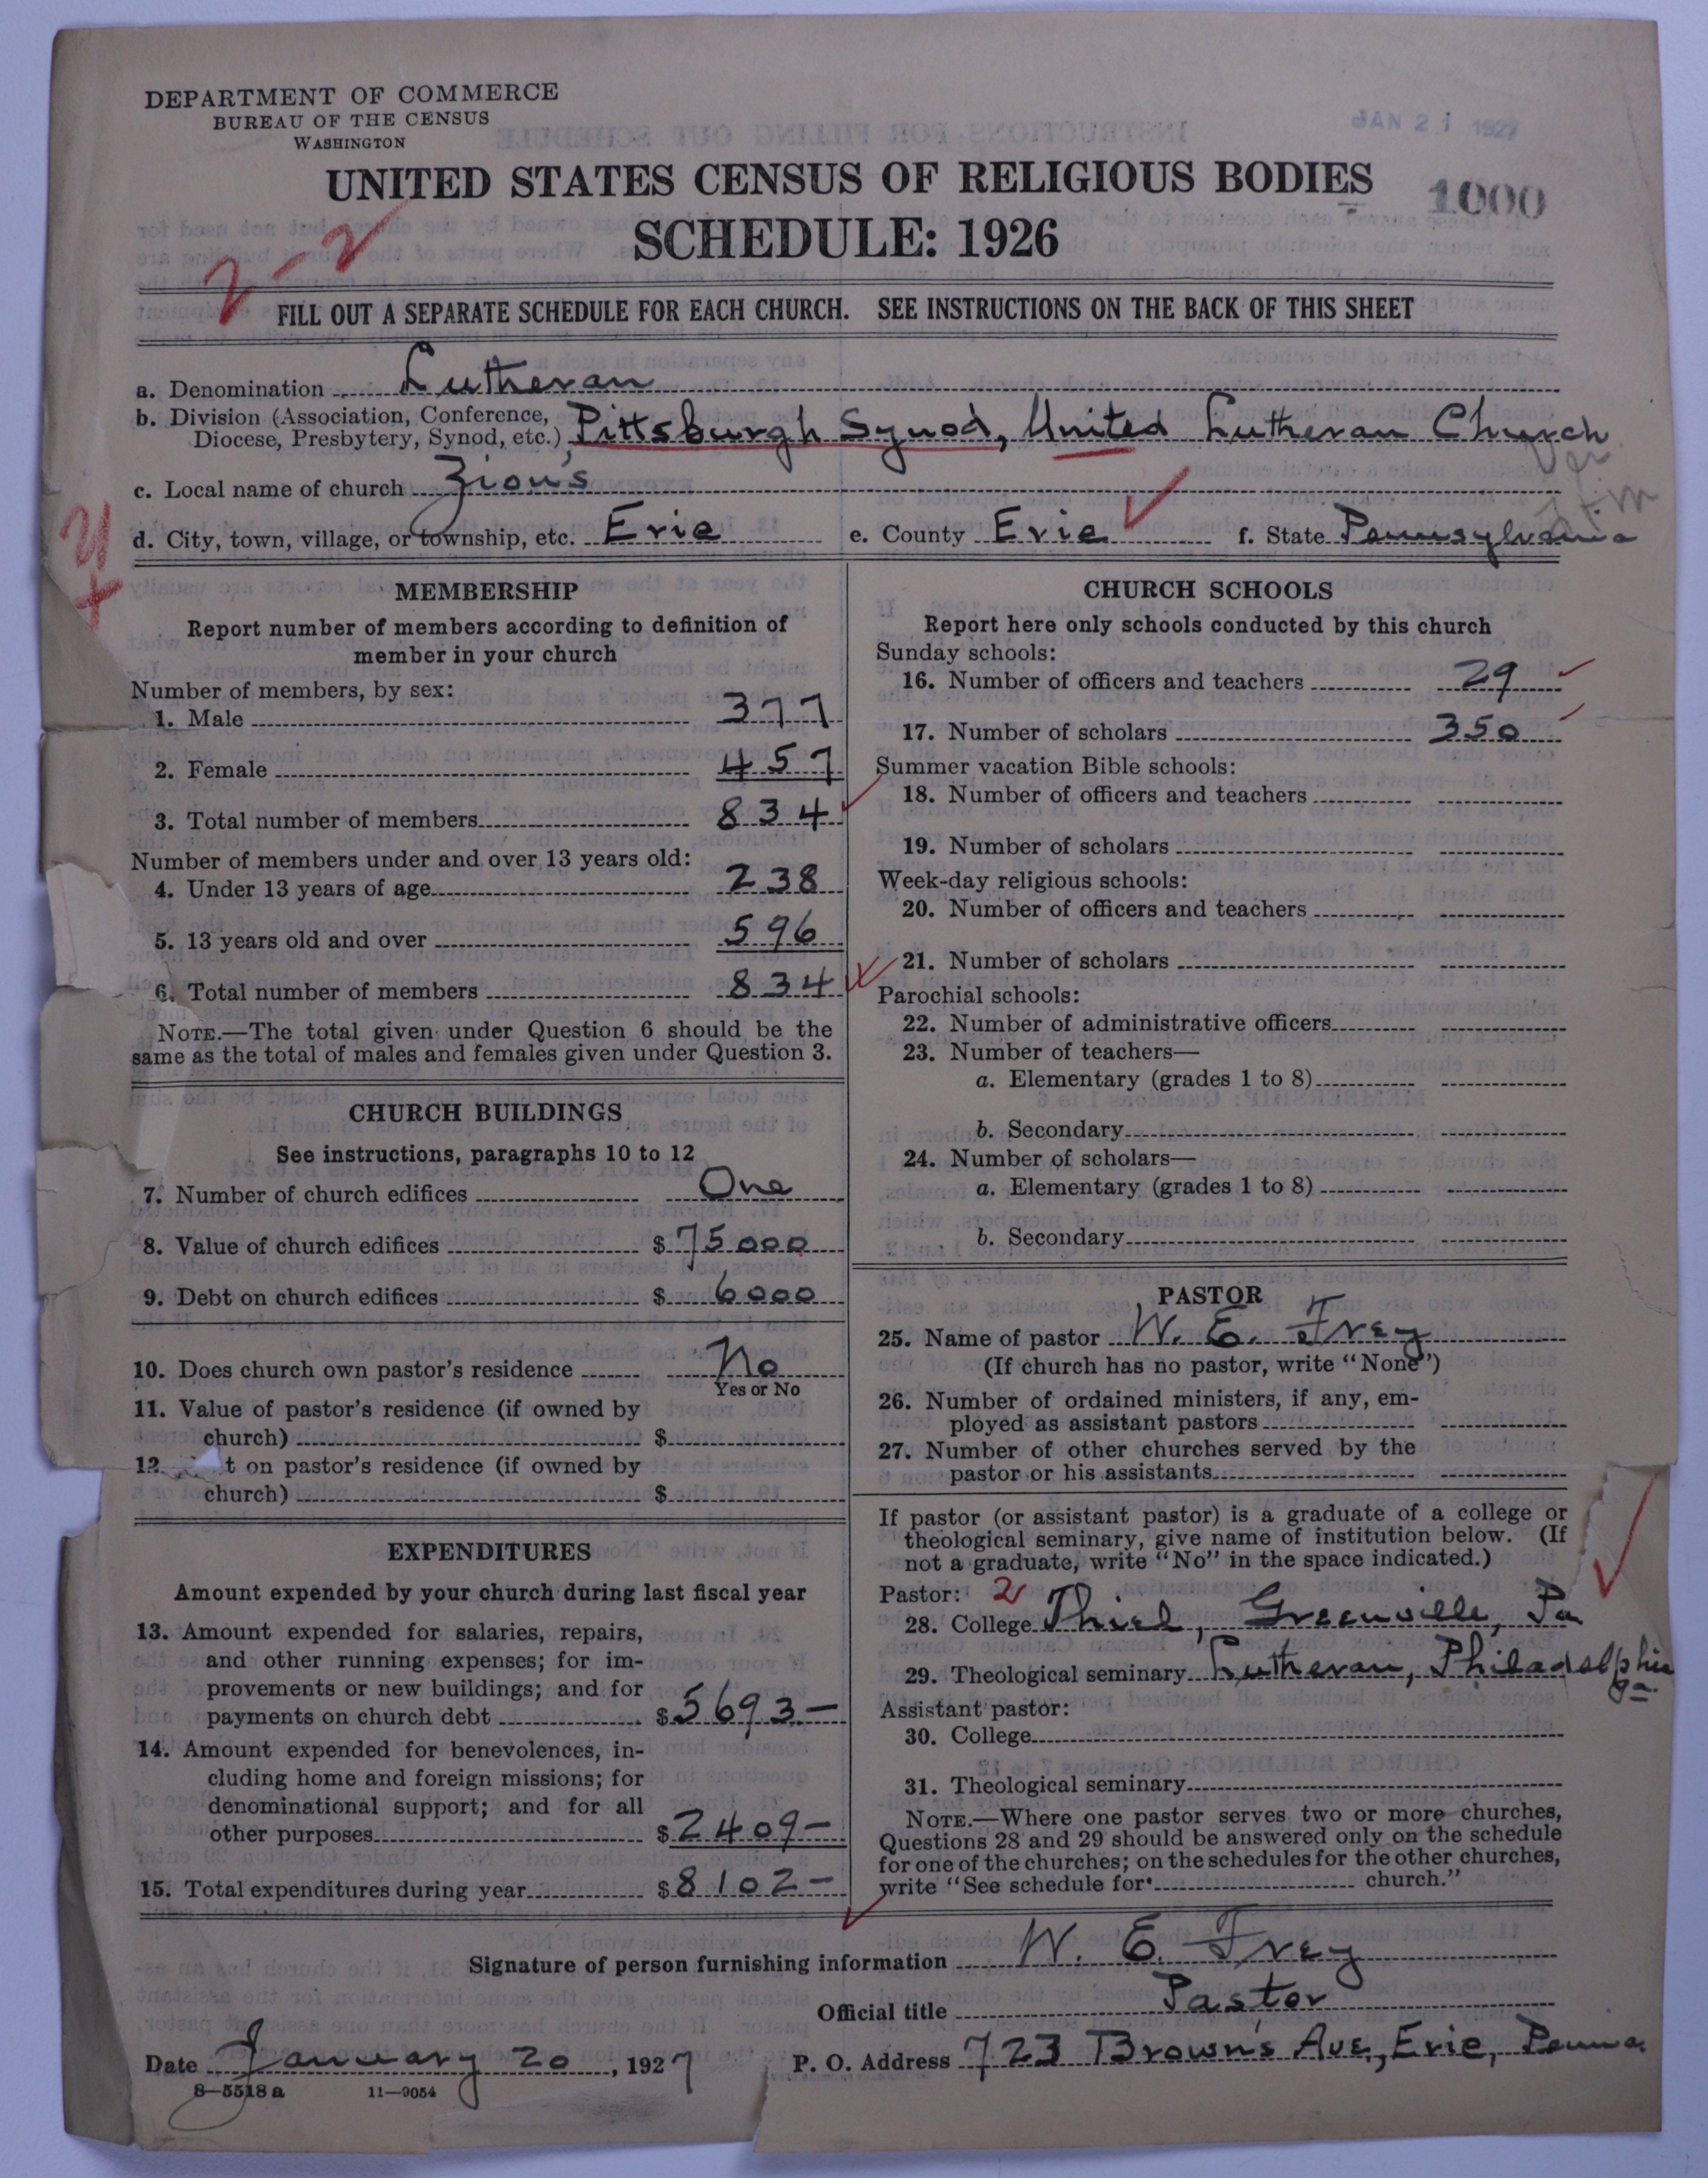 DEPARTMENT OF COMMERCE
BUREAU OF THE CENSUS
WASHINGTON
JAN 21 1927
UNITED STATES CENSUS OF RELIGIOUS BODIES
1000
SCHEDULE: 1926
2-2
FILL OUT A SEPARATE SCHEDULE FOR EACH CHURCH. SEE INSTRUCTIONS ON THE BACK OF THIS SHEET
a. Denomination Lutheran
b. Division (Association, Conference,
Diocese, Presbytery, Synod, etc.) Pittsburgh Synod, United Lutheran Church
c. Local name of church Zion's
d. City, town, village, or township, etc. Erie e. County Erie f. State Pennsylvania
MEMBERSHIP
Report number of members according to definition of
member in your church
Number of members, by sex:
1. Male 377
2. Female 457
3. Total number of members 834
Number of members under and over 13 years old:
4. Under 13 years of age 238
5. 13 years old and over 596
6. Total number of members 834
NOTE.—The total given under Question 6 should be the
same as the total of males and females given under Question 3.
CHURCH BUILDINGS
See instructions, paragraphs 10 to 12
7. Number of church edifices One
8. Value of church edifices $75000
9. Debt on church edifices $6000
10. Does church own pastor's residence No
Yes or No
11. Value of pastor's residence (if owned by
church) $
12. t on pastor's residence (if owned by
church) $
EXPENDITURES
Amount expended by your church during last fiscal year
13. Amount expended for salaries, repairs,
and other running expenses; for im-
provements or new buildings; and for
payments on church debt $5693-
14. Amount expended for benevolences, in-
cluding home and foreign missions; for
denominational support; and for all
other purposes $2409-
15. Total expenditures during year $8102-
CHURCH SCHOOLS
Report here only schools conducted by this church
Sunday schools:
16. Number of officers and teachers 29
17. Number of scholars 350
Summer vacation Bible schools:
18. Number of officers and teachers
19. Number of scholars
Week-day religious schools:
20. Number of officers and teachers
21. Number of scholars
Parochial schools:
22. Number of administrative officers
23. Number of teachers—
a. Elementary (grades 1 to 8)
b. Secondary
24. Number of scholars—
a. Elementary (grades 1 to 8)
b. Secondary
PASTOR
25. Name of pastor W. E. Frey
(If church has no pastor, write "None")
26. Number of ordained ministers, if any, em-
ployed as assistant pastors
27. Number of other churches served by the
pastor or his assistants
If pastor (or assistant pastor) is a graduate of a college or
theological seminary, give name of institution below. (If
not a graduate, write "No" in the space indicated.)
Pastor: 2
28. College Thiel, Greenville, Pa
29. Theological seminary Lutheran, Philadelphia
Pa.
Assistant pastor:
30. College
31. Theological seminary
NOTE.—Where one pastor serves two or more churches,
Questions 28 and 29 should be answered only on the schedule
for one of the churches; on the schedules for the other churches,
write "See schedule for church."
Signature of person furnishing information W. E. Frey
Official title Pastor
Date January 20, 1927 P. O. Address 723 Brown's Ave, Erie, Penna.
8-5518 a 11-9054